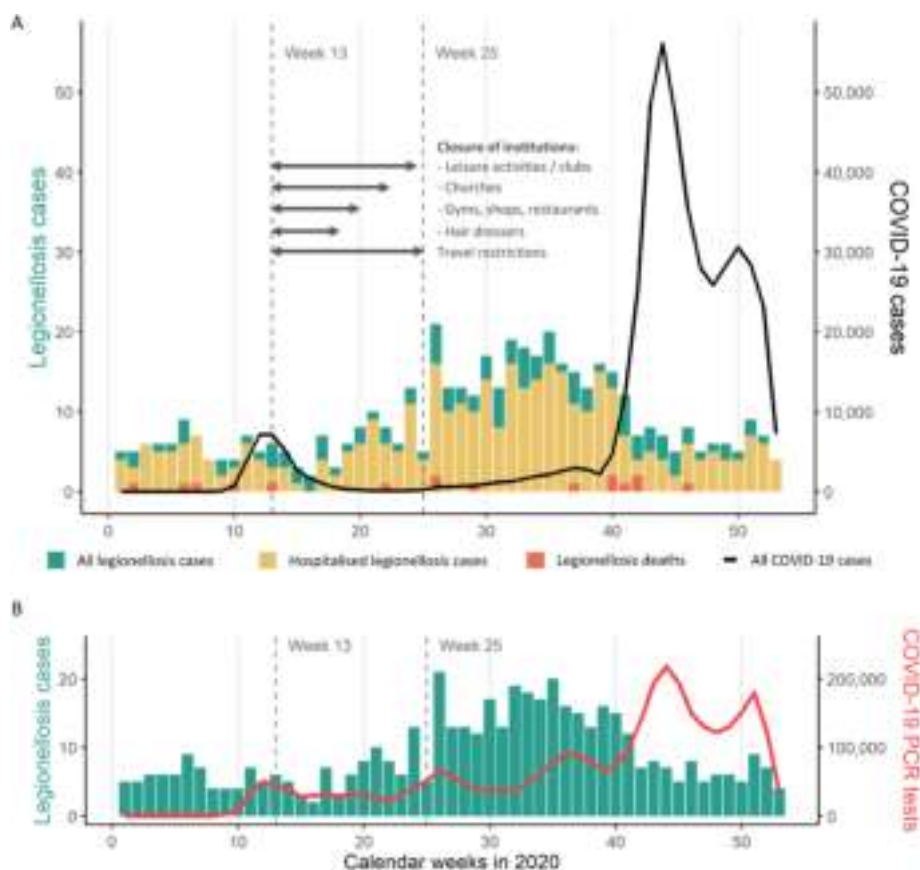 A
Week 13
Week 25
50
40
30
20
10
0
50,000
40,000
30,000
20,000
10,000
0
Legionellosis cases
COVID-19 cases
Closure of institutions:
- Leisure activities / clubs
- Churches
- Gyms, shops, restaurants
- Hair dressers
Travel restrictions
0 10 20 30 40 50
All legionellosis cases Hospitalised legionellosis cases Legionellosis deaths All COVID-19 cases
B
Week 13
Week 25
20
10
0
200,000
100,000
0
Legionellosis cases
COVID-19 PCR tests
0 10 20 30 40 50
Calendar weeks in 2020